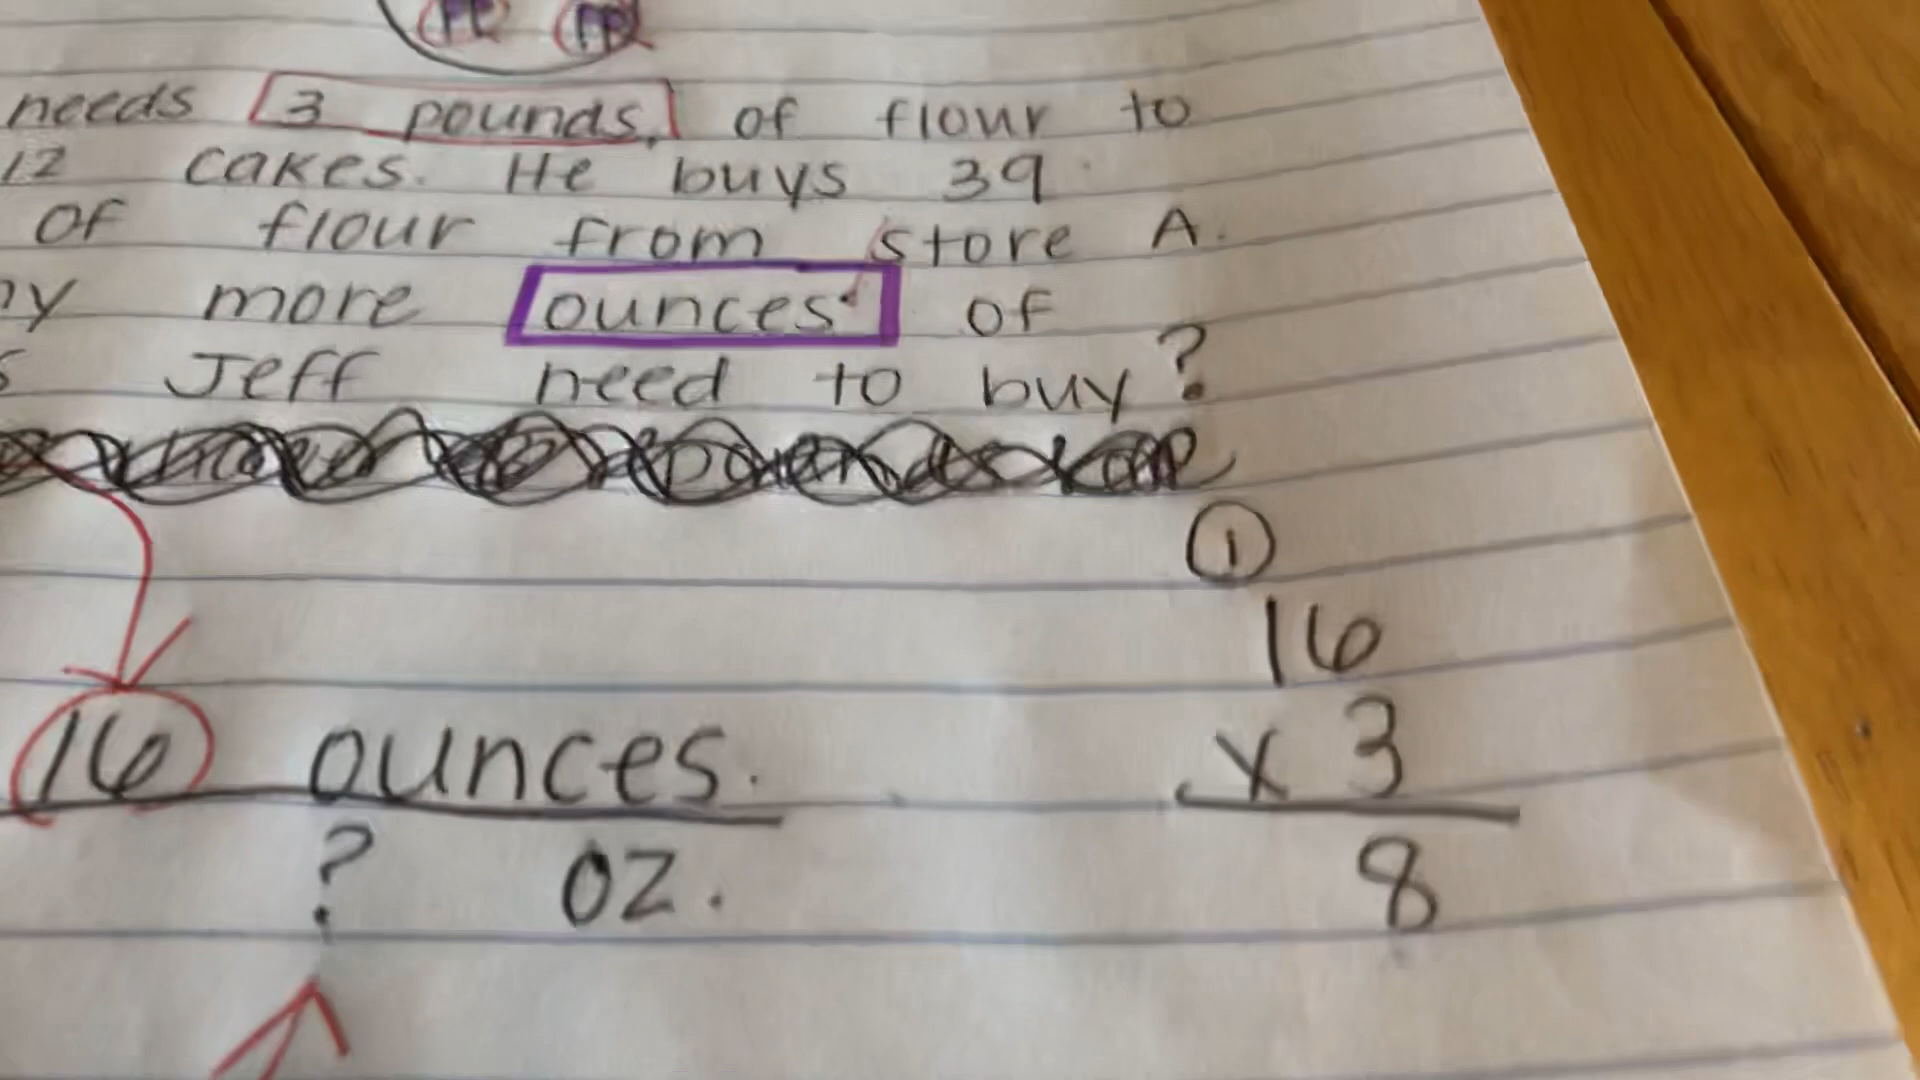 needs 3 pounds, of flour to
12 cakes. He buys 39
of flour from store A.
more ounces of
Jeff need to buy?
1
16
x 3
16 ounces.
8
? oz.